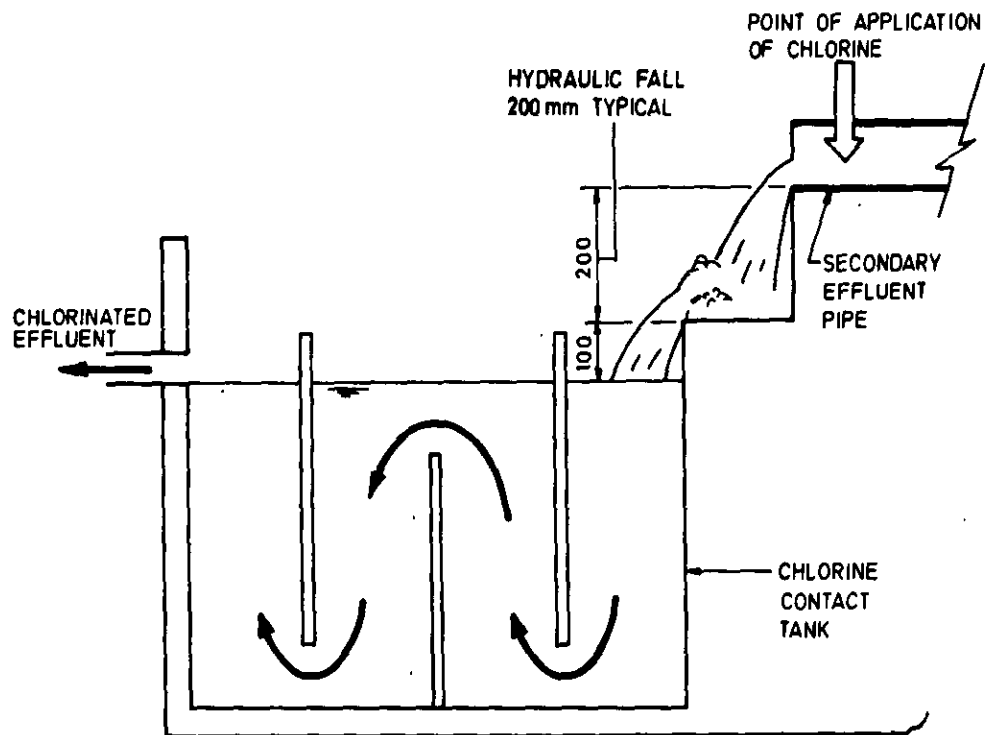 POINT OF APPLICATION
OF CHLORINE
HYDRAULIC FALL
200 mm TYPICAL
200
100
SECONDARY
EFFLUENT
PIPE
CHLORINATED
EFFLUENT
CHLORINE
CONTACT
TANK